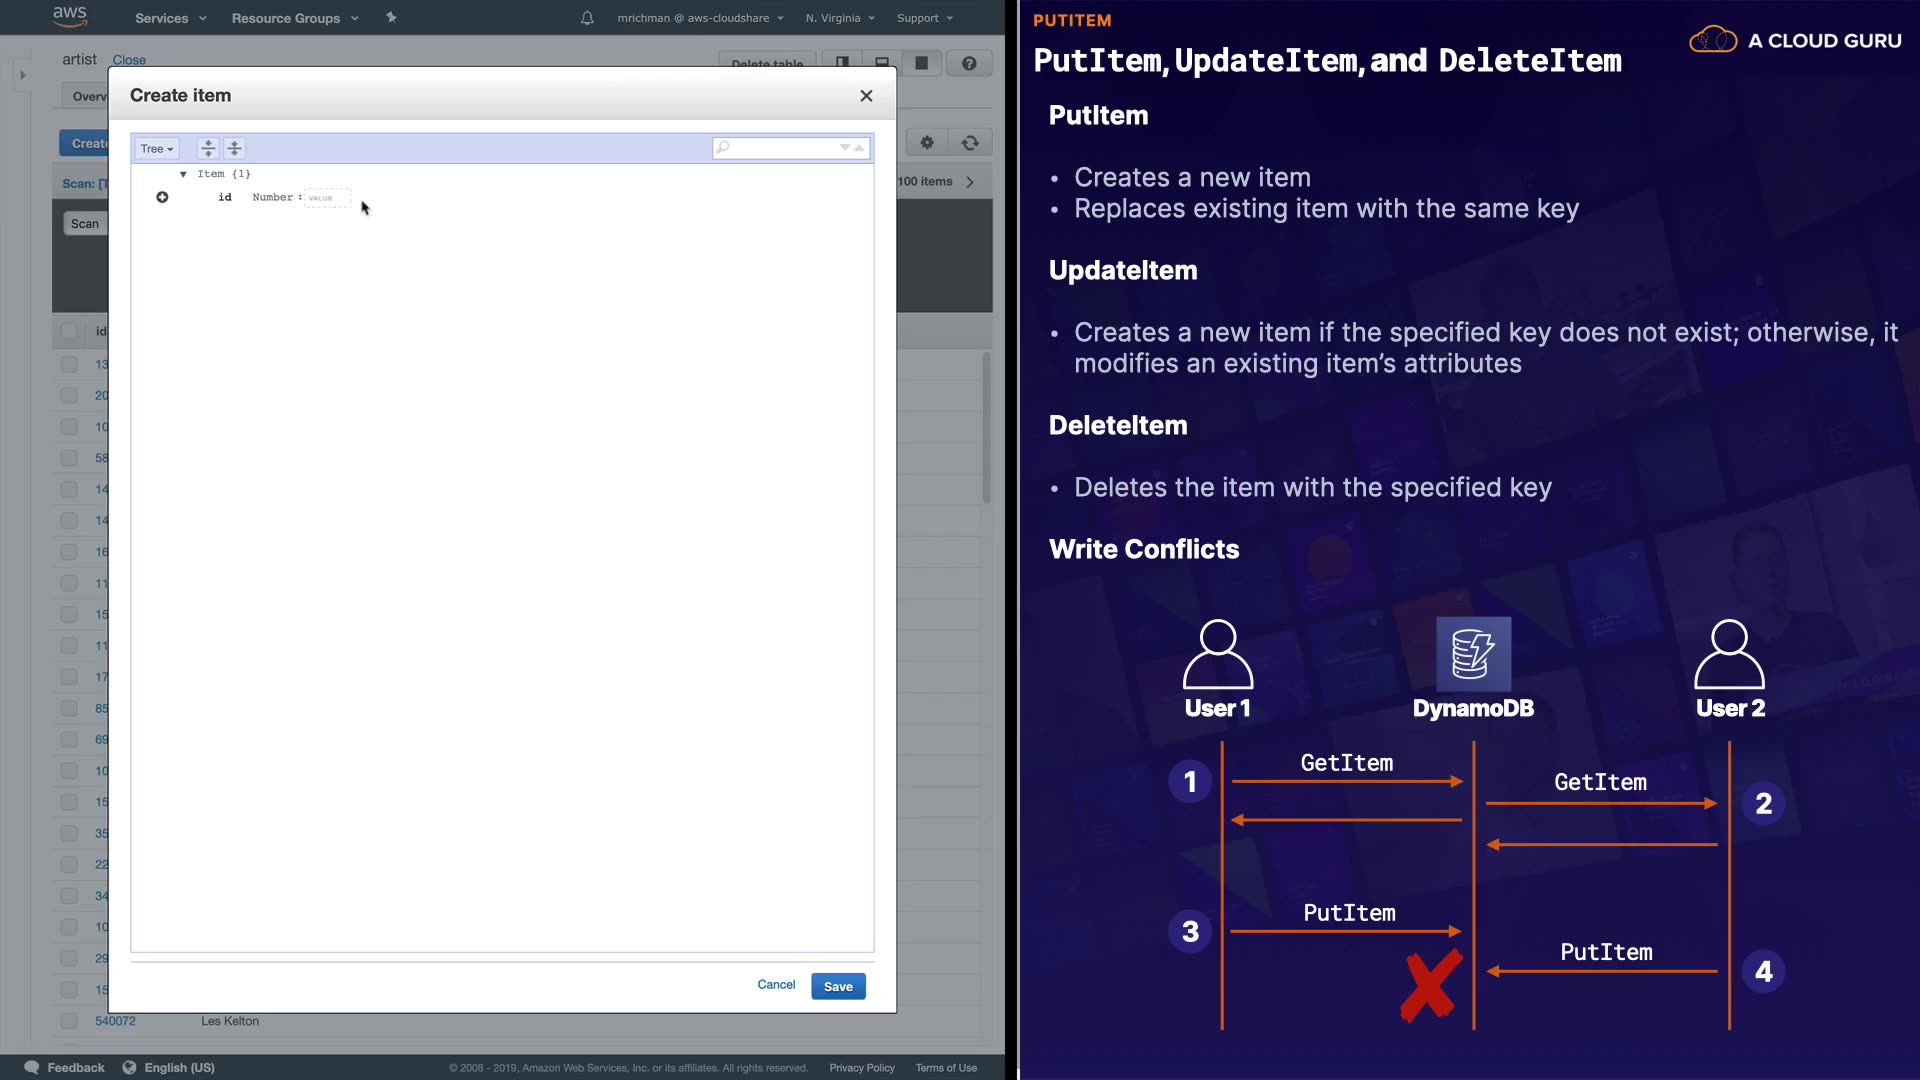 aws
Services
Resource Groups
mrichman @ aws-cloudshare
N. Virginia
Support
artist
Close
Delete table
Overv
Create item
Creat
Tree
Item {1}
id Number : VALUE
Scan: [T
100 items
Scan
id
13
20
10
58
14
14
16
11
15
11
17
85
69
10
15
35
22
34
10
29
15
540072 Les Kelton
Cancel
Save
Feedback
English (US)
© 2008 - 2019, Amazon Web Services, Inc. or its affiliates. All rights reserved.
Privacy Policy
Terms of Use
PUTITEM
PutItem, UpdateItem, and DeleteItem
A CLOUD GURU
PutItem
• Creates a new item
• Replaces existing item with the same key
UpdateItem
• Creates a new item if the specified key does not exist; otherwise, it
modifies an existing item's attributes
DeleteItem
• Deletes the item with the specified key
Write Conflicts
User 1
DynamoDB
User 2
1
GetItem
GetItem
2
3
PutItem
PutItem
4